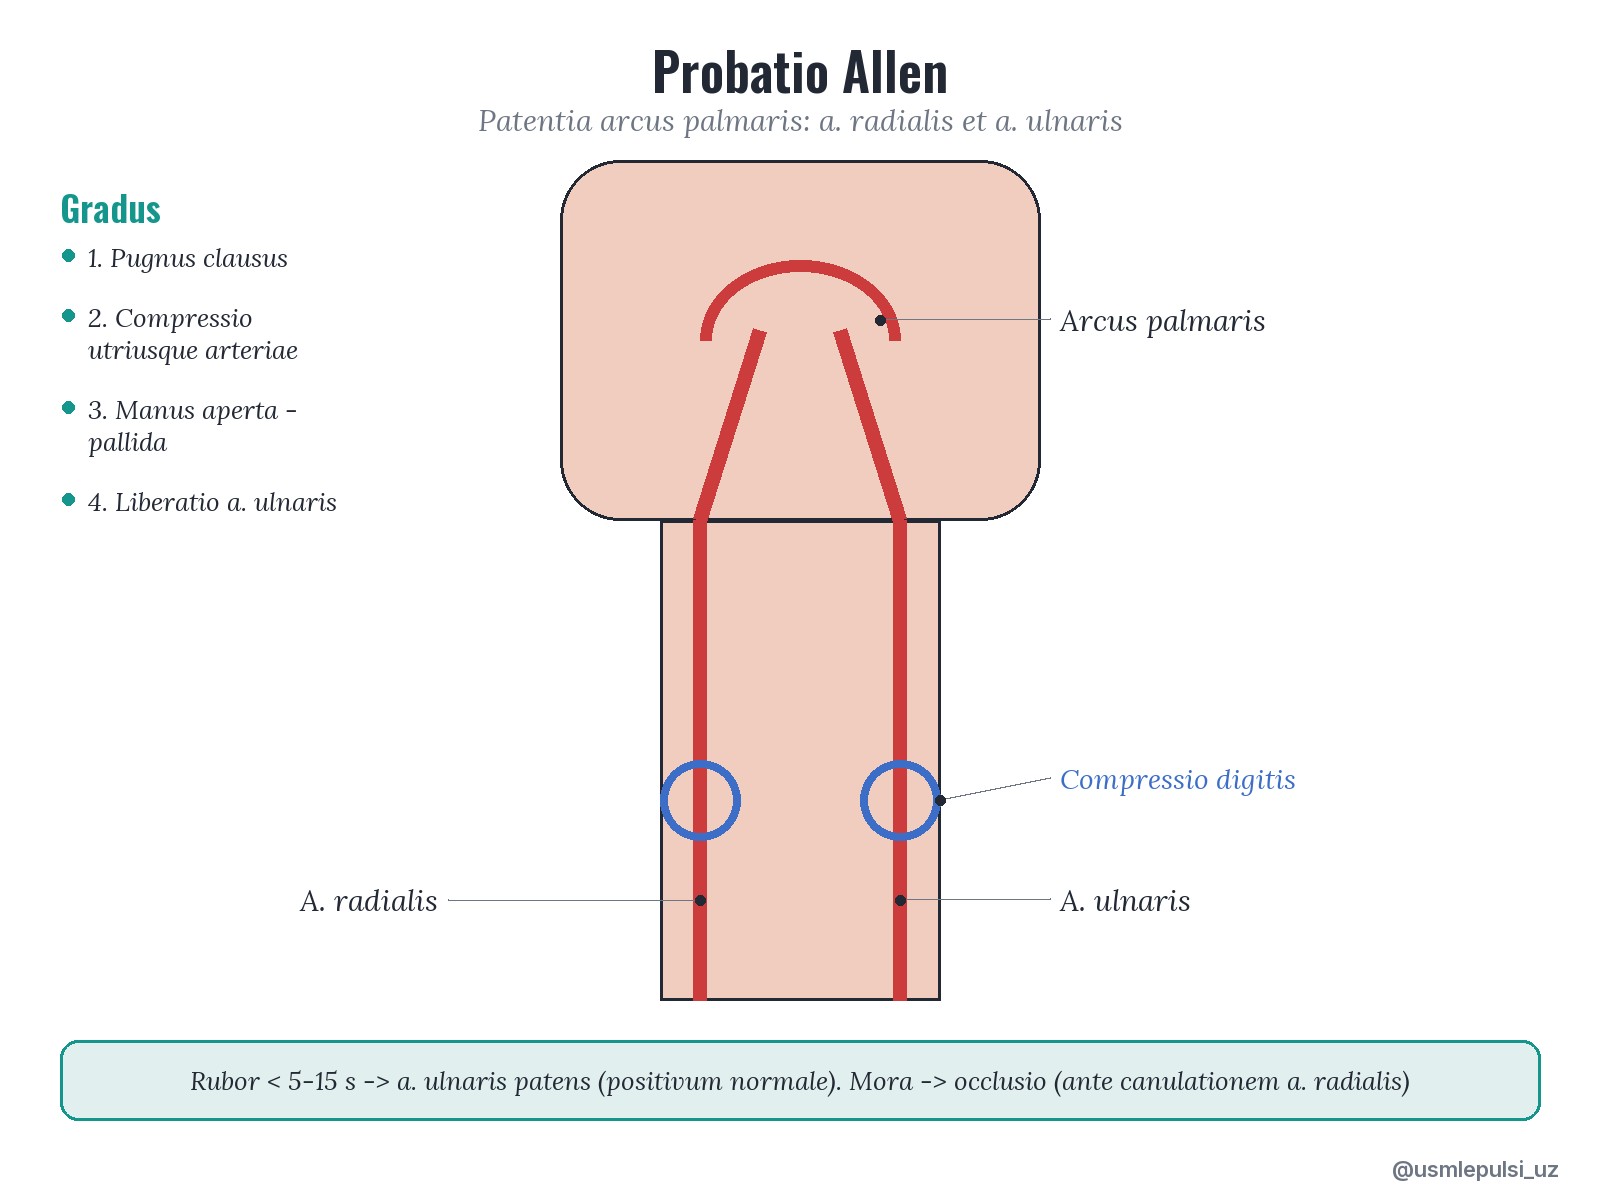 Probatio Allen
Patentia arcus palmaris: a. radialis et a. ulnaris
Gradus
1. Pugnus clausus
2. Compressio
utriusque arteriae
3. Manus aperta -
pallida
4. Liberatio a. ulnaris
Arcus palmaris
Compressio digitis
A. radialis
A. ulnaris
Rubor < 5-15 s -> a. ulnaris patens (positivum normale). Mora -> occlusio (ante canulationem a. radialis)
@usmlepulsi_uz